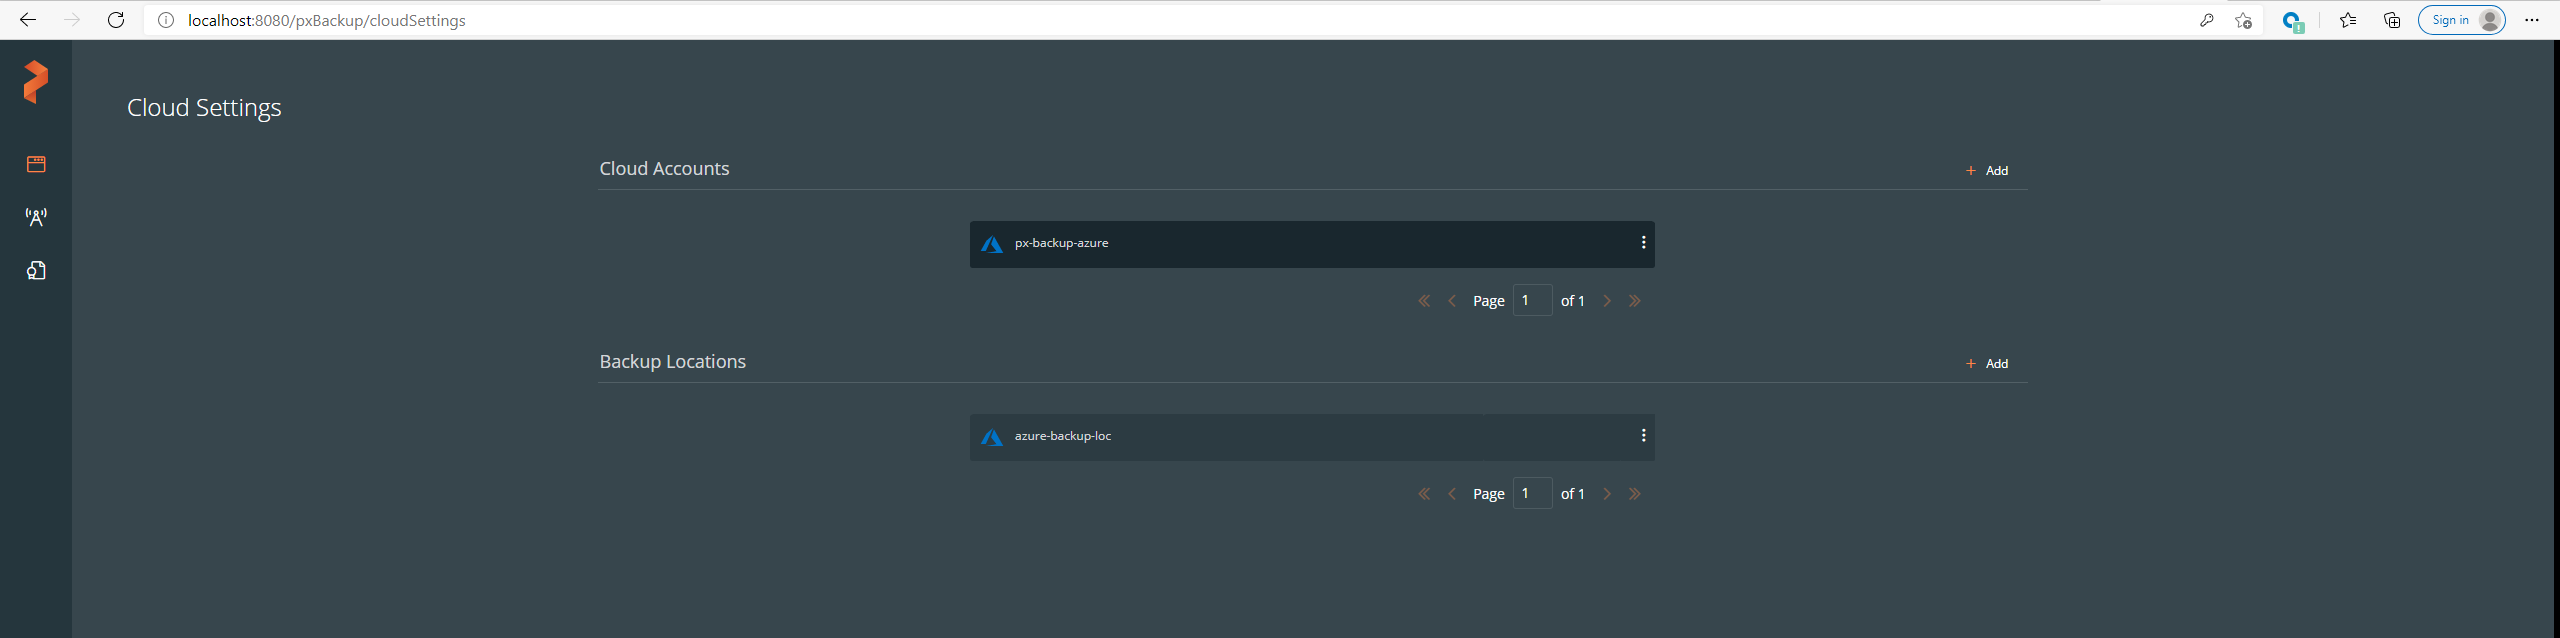 localhost:8080/pxBackup/cloudSettings
Sign in
Cloud Settings
Cloud Accounts
+ Add
px-backup-azure
Page 1 of 1
Backup Locations
+ Add
azure-backup-loc
Page 1 of 1